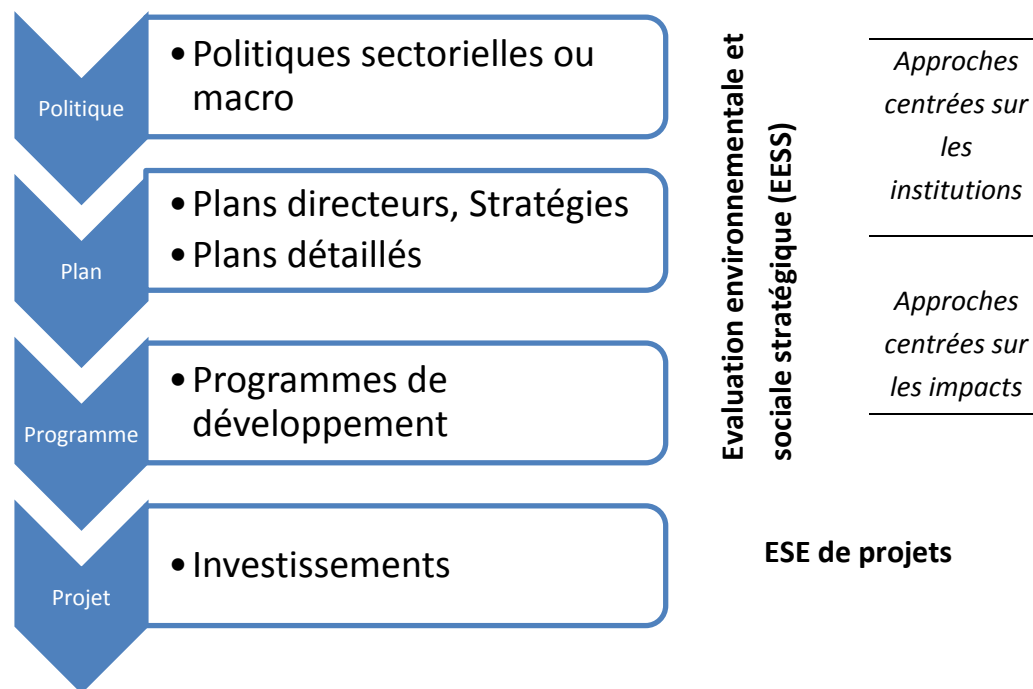 Politique
• Politiques sectorielles ou
macro
Plan
• Plans directeurs, Stratégies
• Plans détaillés
Programme
• Programmes de
développement
Projet
• Investissements
Evaluation environnementale et
sociale stratégique (EESS)
Approches
centrées sur
les
institutions
Approches
centrées sur
les impacts
ESE de projets